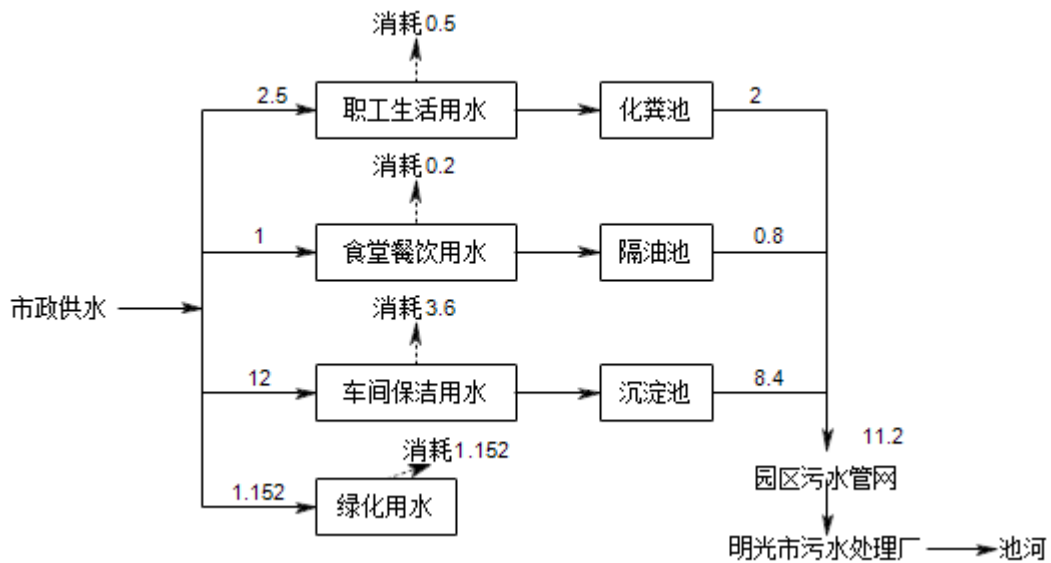 消耗0.5
2.5
职工生活用水
化粪池
2
消耗0.2
1
食堂餐饮用水
隔油池
0.8
市政供水
消耗3.6
12
车间保洁用水
沉淀池
8.4
11.2
消耗1.152
1.152
绿化用水
园区污水管网
明光市污水处理厂
池河